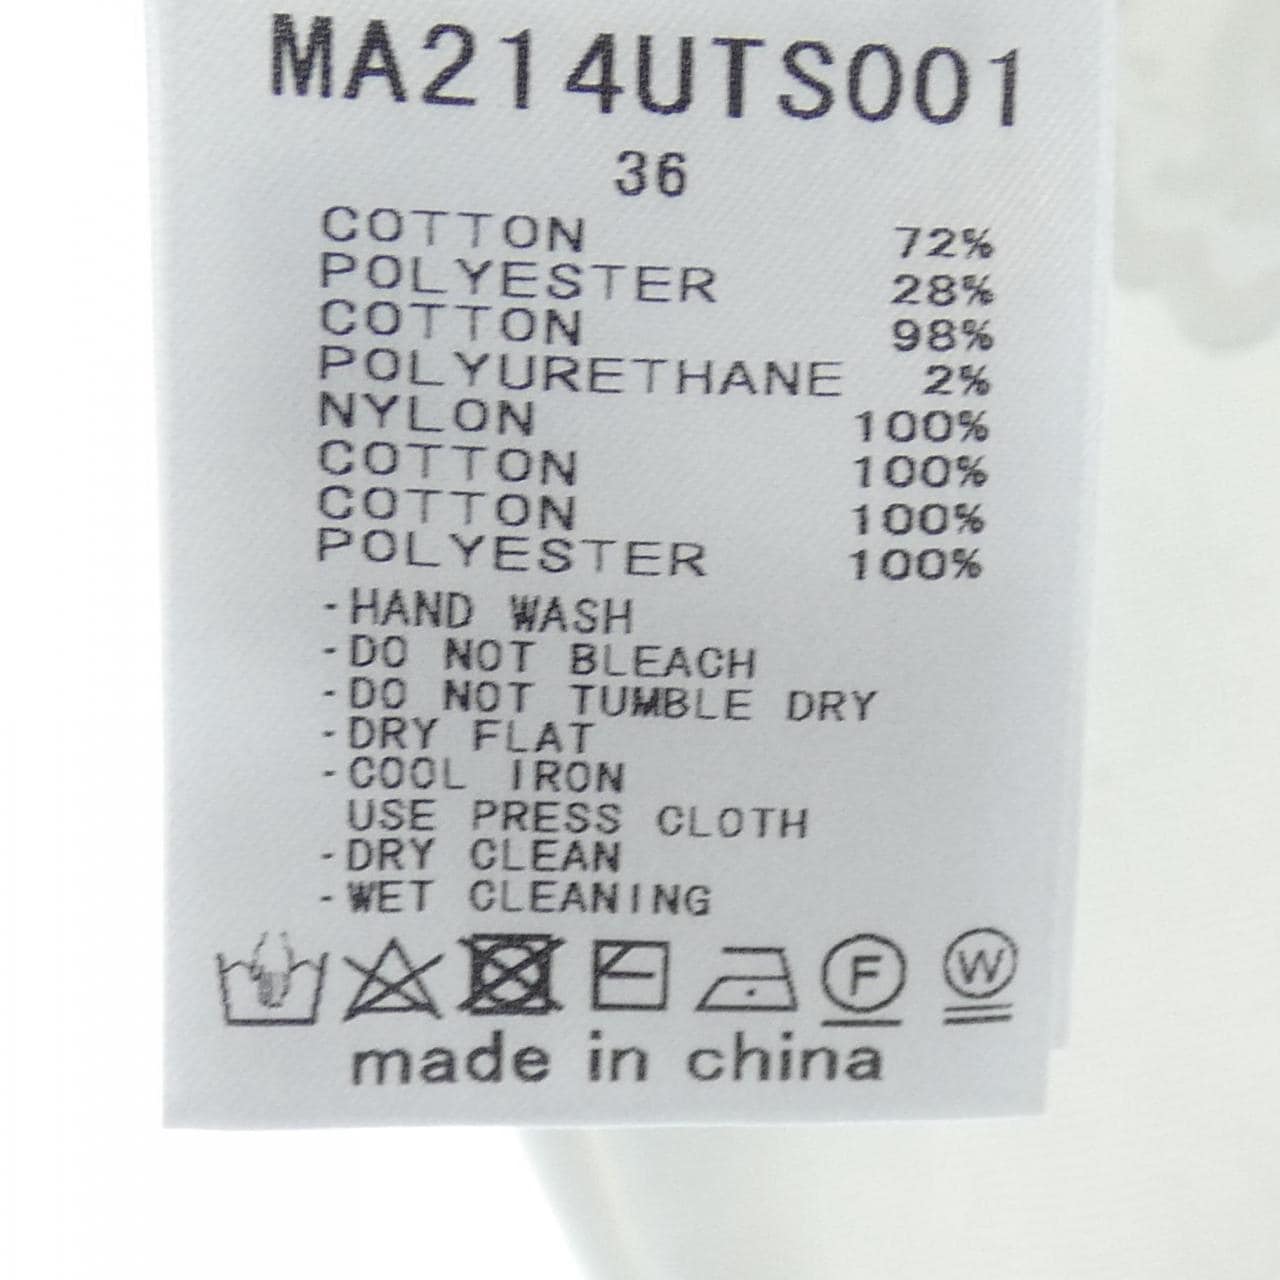 MA214UTS001
36
COTTON 72%
POLYESTER 28%
COTTON 98%
POLYURETHANE 2%
NYLON 100%
COTTON 100%
COTTON 100%
POLYESTER 100%
-HAND WASH
-DO NOT BLEACH
-DO NOT TUMBLE DRY
-DRY FLAT
-COOL IRON
USE PRESS CLOTH
-DRY CLEAN
-WET CLEANING
F W
made in china